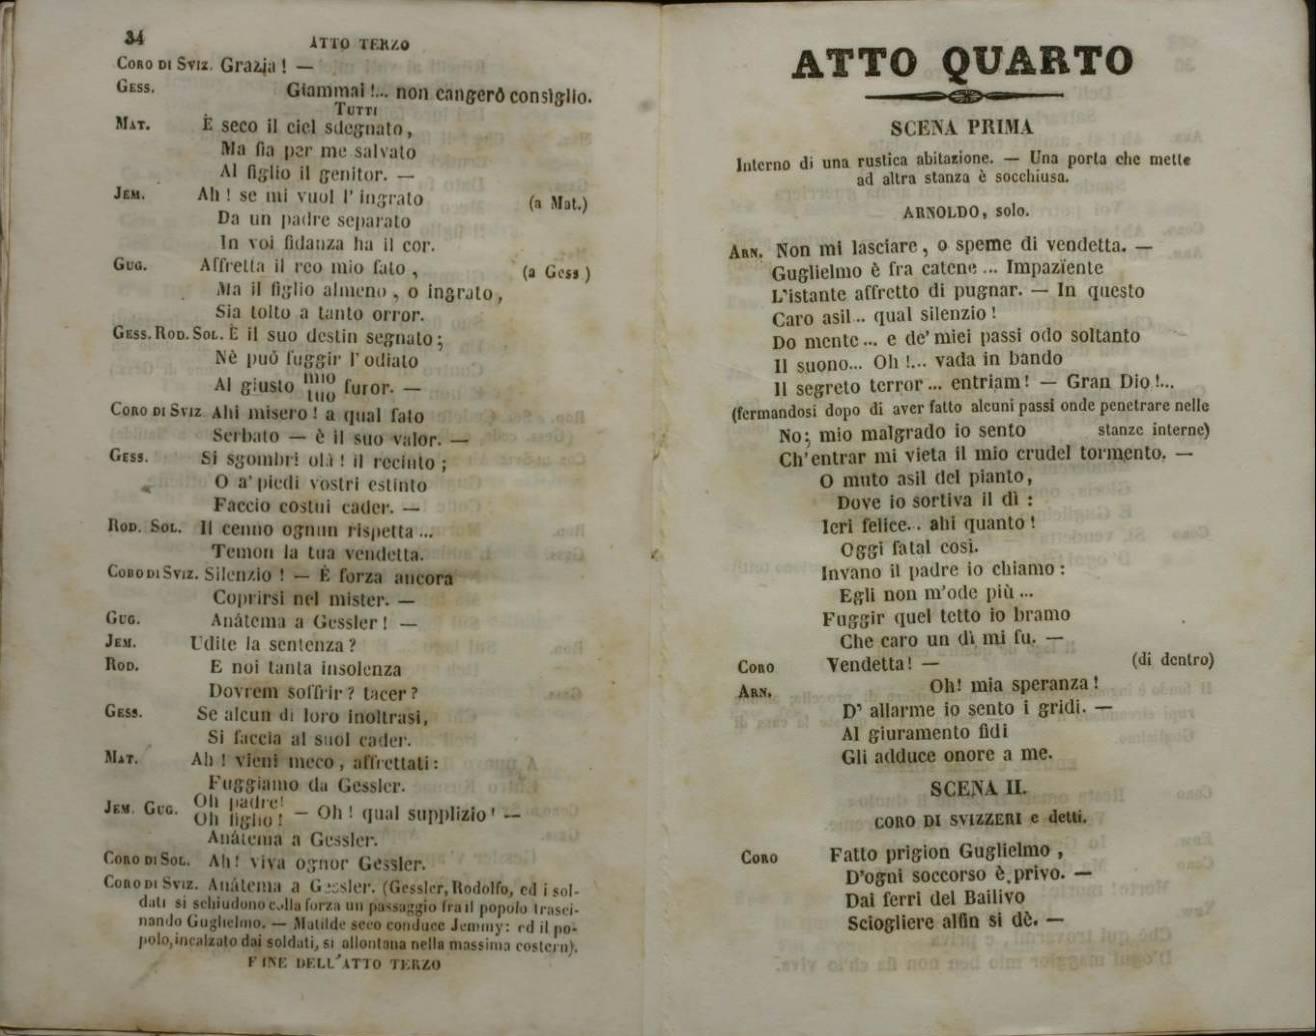 34
ATTO TERZO
CORO DI SVIZ. Grazia ! —
GESS. Giammai !... non cangerò consiglio.
TUTTI
MAT. È seco il ciel sdegnato,
Ma fia per me salvato
Al figlio il genitor. —
JEM. Ah ! se mi vuol l' ingrato (a Mat.)
Da un padre separato
In voi fidanza ha il cor.
GUG. Affretta il reo mio fato , (a Gess )
Ma il figlio almeno , o ingrato,
Sia tolto a tanto orror.
GESS. ROD. SOL. È il suo destin segnato;
Nè può fuggir l' odiato
Al giusto mio furor. —
tuo
CORO DI SVIZ Ahi misero ! a qual fato
Serbato — è il suo valor. —
GESS. Si sgombri olà ! il recinto ;
O a' piedi vostri estinto
Faccio costui cader. —
ROD. SOL. Il cenno ognun rispetta ...
Temon la tua vendetta.
CORO DI SVIZ. Silenzio ! — È forza ancora
Coprirsi nel mister. —
GUG. Anátema a Gessler ! —
JEM. Udite la sentenza ?
ROD. E noi tanta insolenza
Dovrem soffrir ? tacer ?
GESS. Se alcun di loro inoltrasi,
Si faccia al suol cader.
MAT. Ah ! vieni meco , affrettati :
Fuggiamo da Gessler.
JEM. GUG. Oh padre! — Oh ! qual supplizio ! —
Oh figlio !
Anátema a Gessler.
CORO DI SOL. Ah! viva ognor Gessler.
CORO DI SVIZ. Anátema a Gessler. (Gessler, Rodolfo, ed i sol-
dati si schiudono colla forza un passaggio fra il popolo trasci-
nando Guglielmo. — Matilde seco conduce Jemmy: ed il po-
polo, incalzato dai soldati, si allontana nella massima costern).
FINE DELL'ATTO TERZO
ATTO QUARTO
SCENA PRIMA
Interno di una rustica abitazione. — Una porta che mette
ad altra stanza è socchiusa.
ARNOLDO, solo.
ARN. Non mi lasciare , o speme di vendetta. —
Guglielmo è fra catene ... Impazïente
L'istante affretto di pugnar. — In questo
Caro asil .. qual silenzio !
Do mente ... e de' miei passi odo soltanto
Il suono... Oh !... vada in bando
Il segreto terror ... entriam ! — Gran Dio !...
(fermandosi dopo di aver fatto alcuni passi onde penetrare nelle
No; mio malgrado io sento stanze interne)
Ch'entrar mi vieta il mio crudel tormento. —
O muto asil del pianto,
Dove io sortiva il dì :
Ieri felice.. ahi quanto !
Oggi fatal così.
Invano il padre io chiamo :
Egli non m'ode più ...
Fuggir quel tetto io bramo
Che caro un dì mi fu. —
CORO Vendetta! — (di dentro)
ARN. Oh! mia speranza !
D' allarme io sento i gridi. —
Al giuramento fidi
Gli adduce onore a me.
SCENA II.
CORO DI SVIZZERI e detti.
CORO Fatto prigion Guglielmo ,
D'ogni soccorso è privo. —
Dai ferri del Bailivo
Sciogliere alfin si dè. —